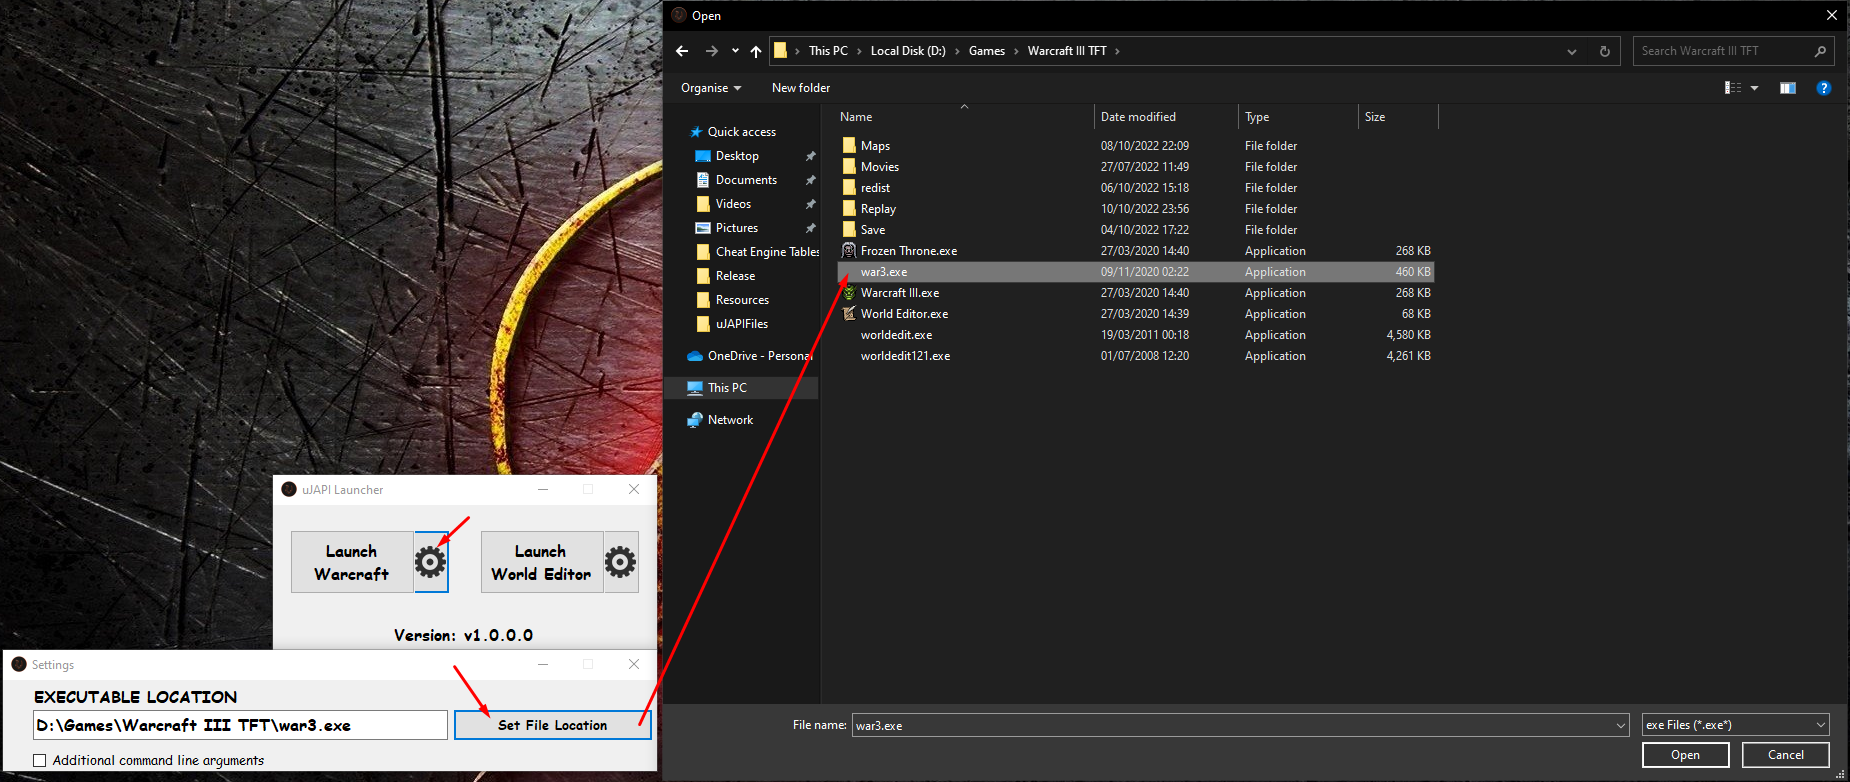 Open
This PC
Local Disk (D:)
Games
Warcraft III TFT
Search Warcraft III TFT
Organise
New folder
?
Quick access
Desktop
Documents
Videos
Pictures
Cheat Engine Tables
Release
Resources
uJAPIFiles
OneDrive - Personal
This PC
Network
Name Date modified Type Size
Maps 08/10/2022 22:09 File folder
Movies 27/07/2022 11:49 File folder
redist 06/10/2022 15:18 File folder
Replay 10/10/2022 23:56 File folder
Save 04/10/2022 17:22 File folder
Frozen Throne.exe 27/03/2020 14:40 Application 268 KB
war3.exe 09/11/2020 02:22 Application 460 KB
Warcraft III.exe 27/03/2020 14:40 Application 268 KB
World Editor.exe 27/03/2020 14:39 Application 68 KB
worldedit.exe 19/03/2011 00:18 Application 4,580 KB
worldedit121.exe 01/07/2008 12:20 Application 4,261 KB
File name: war3.exe exe Files (*.exe*)
Open Cancel
uJAPI Launcher
Launch
Warcraft
Launch
World Editor
Version: v1.0.0.0
Settings
EXECUTABLE LOCATION
D:\Games\Warcraft III TFT\war3.exe
Set File Location
Additional command line arguments